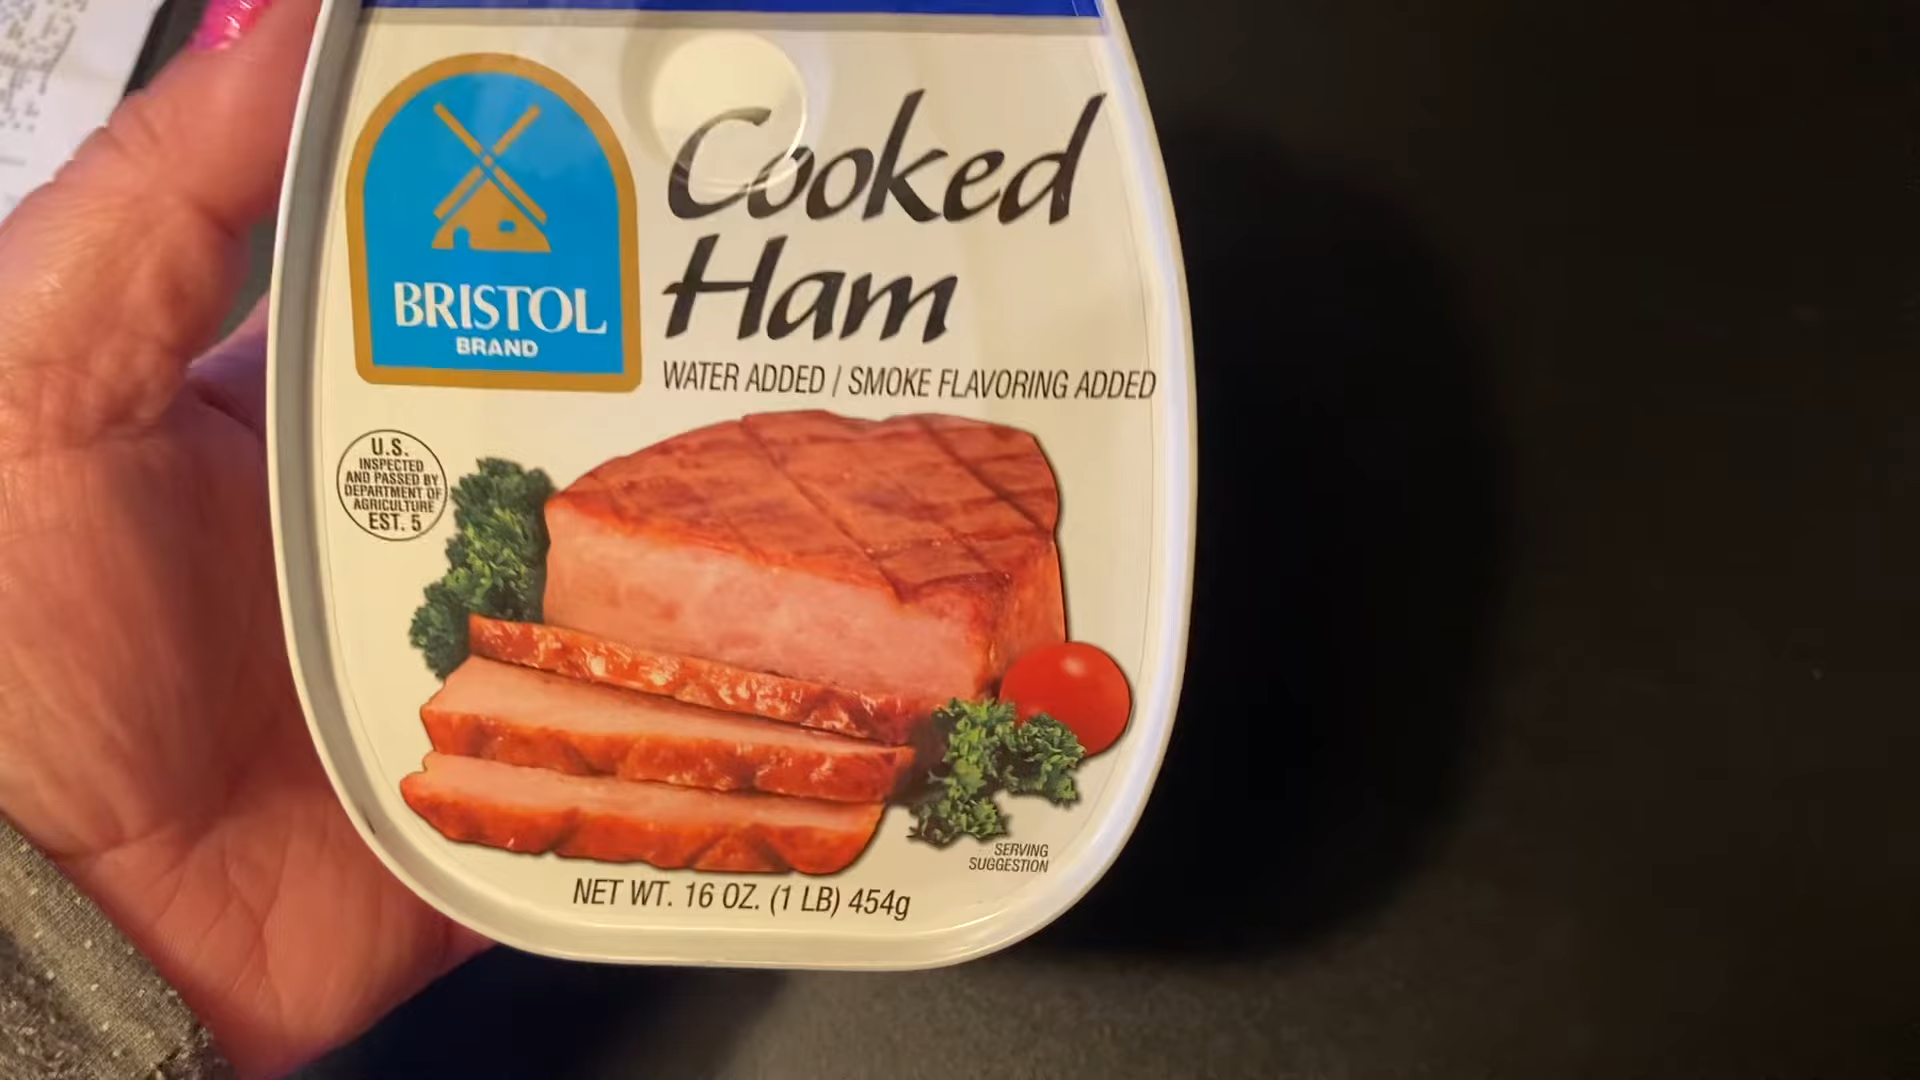 BRISTOL
BRAND
Cooked
Ham
WATER ADDED / SMOKE FLAVORING ADDED
U.S.
INSPECTED
AND PASSED BY
DEPARTMENT OF
AGRICULTURE
EST. 5
SERVING
SUGGESTION
NET WT. 16 OZ. (1 LB) 454g